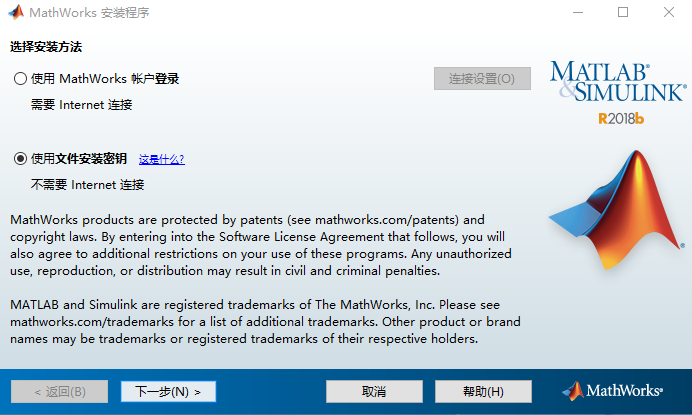 MathWorks 安装程序
选择安装方法
使用 MathWorks 帐户登录
连接设置(O)
需要 Internet 连接
MATLAB®
&SIMULINK®
R2018b
使用文件安装密钥 这是什么?
不需要 Internet 连接
MathWorks products are protected by patents (see mathworks.com/patents) and
copyright laws. By entering into the Software License Agreement that follows, you will
also agree to additional restrictions on your use of these programs. Any unauthorized
use, reproduction, or distribution may result in civil and criminal penalties.
MATLAB and Simulink are registered trademarks of The MathWorks, Inc. Please see
mathworks.com/trademarks for a list of additional trademarks. Other product or brand
names may be trademarks or registered trademarks of their respective holders.
®
< 返回(B)
下一步(N) >
取消
帮助(H)
MathWorks®